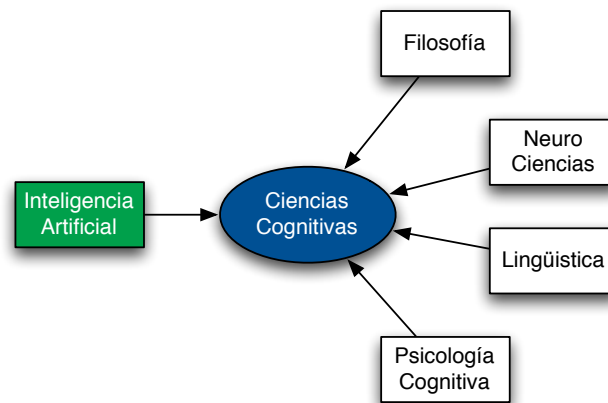 Filosofía
Neuro
Ciencias
Inteligencia
Artificial
Ciencias
Cognitivas
Lingüistica
Psicología
Cognitiva